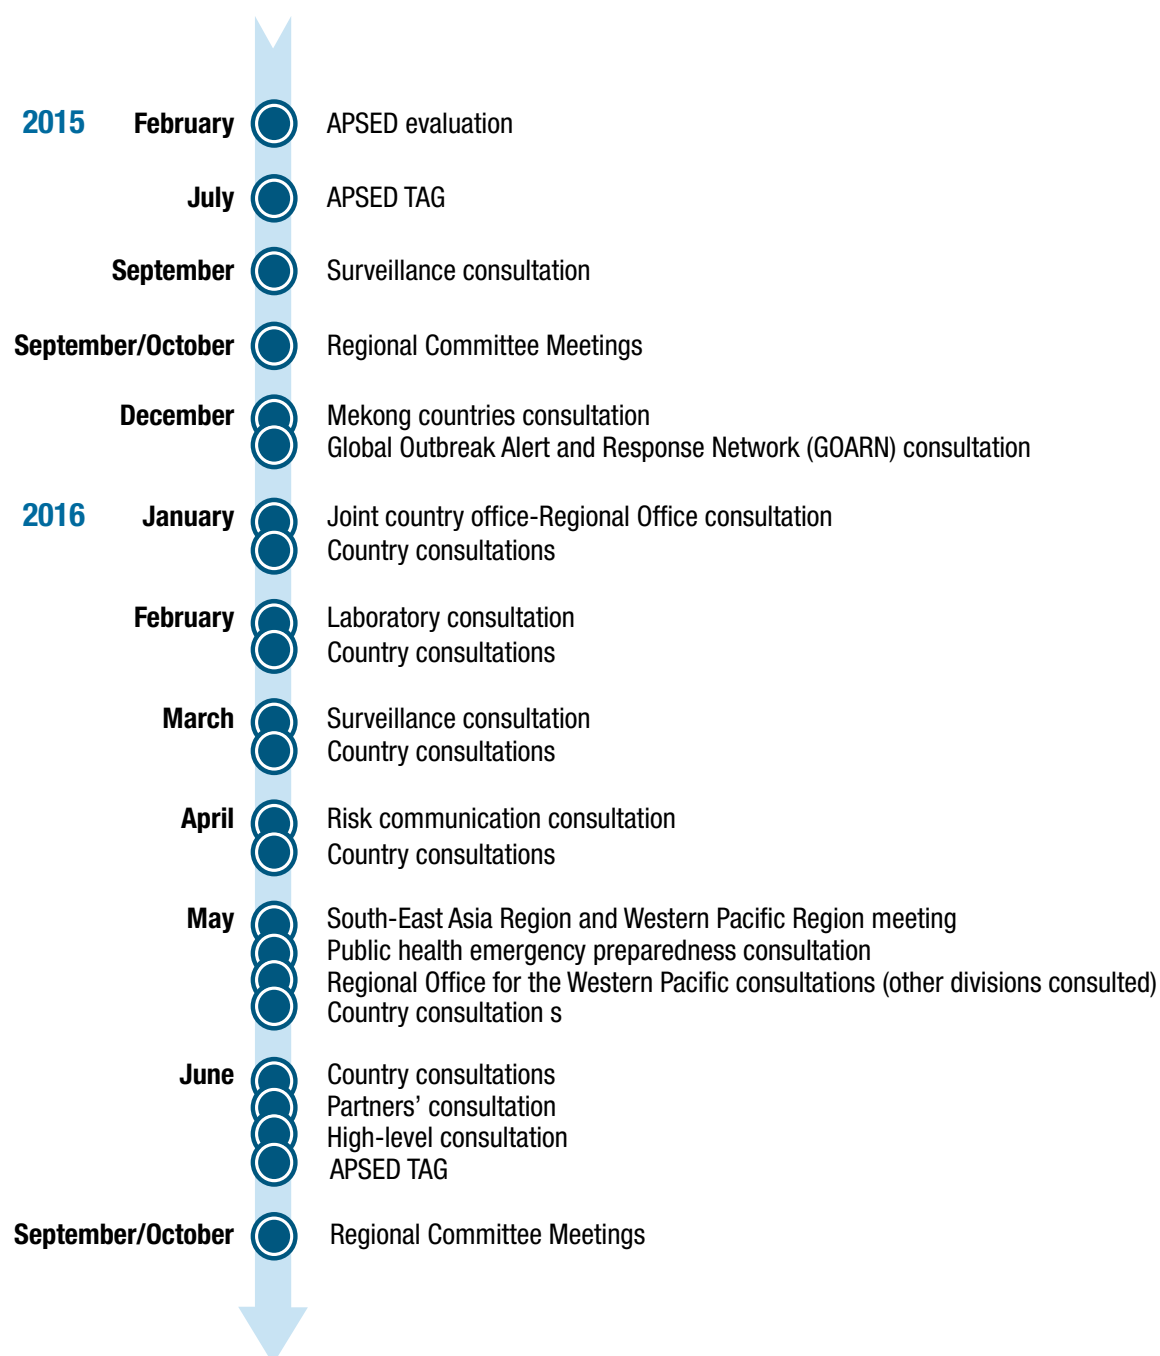 2015 February APSED evaluation
July APSED TAG
September Surveillance consultation
September/October Regional Committee Meetings
December Mekong countries consultation
Global Outbreak Alert and Response Network (GOARN) consultation
2016 January Joint country office-Regional Office consultation
Country consultations
February Laboratory consultation
Country consultations
March Surveillance consultation
Country consultations
April Risk communication consultation
Country consultations
May South-East Asia Region and Western Pacific Region meeting
Public health emergency preparedness consultation
Regional Office for the Western Pacific consultations (other divisions consulted)
Country consultation s
June Country consultations
Partners’ consultation
High-level consultation
APSED TAG
September/October Regional Committee Meetings